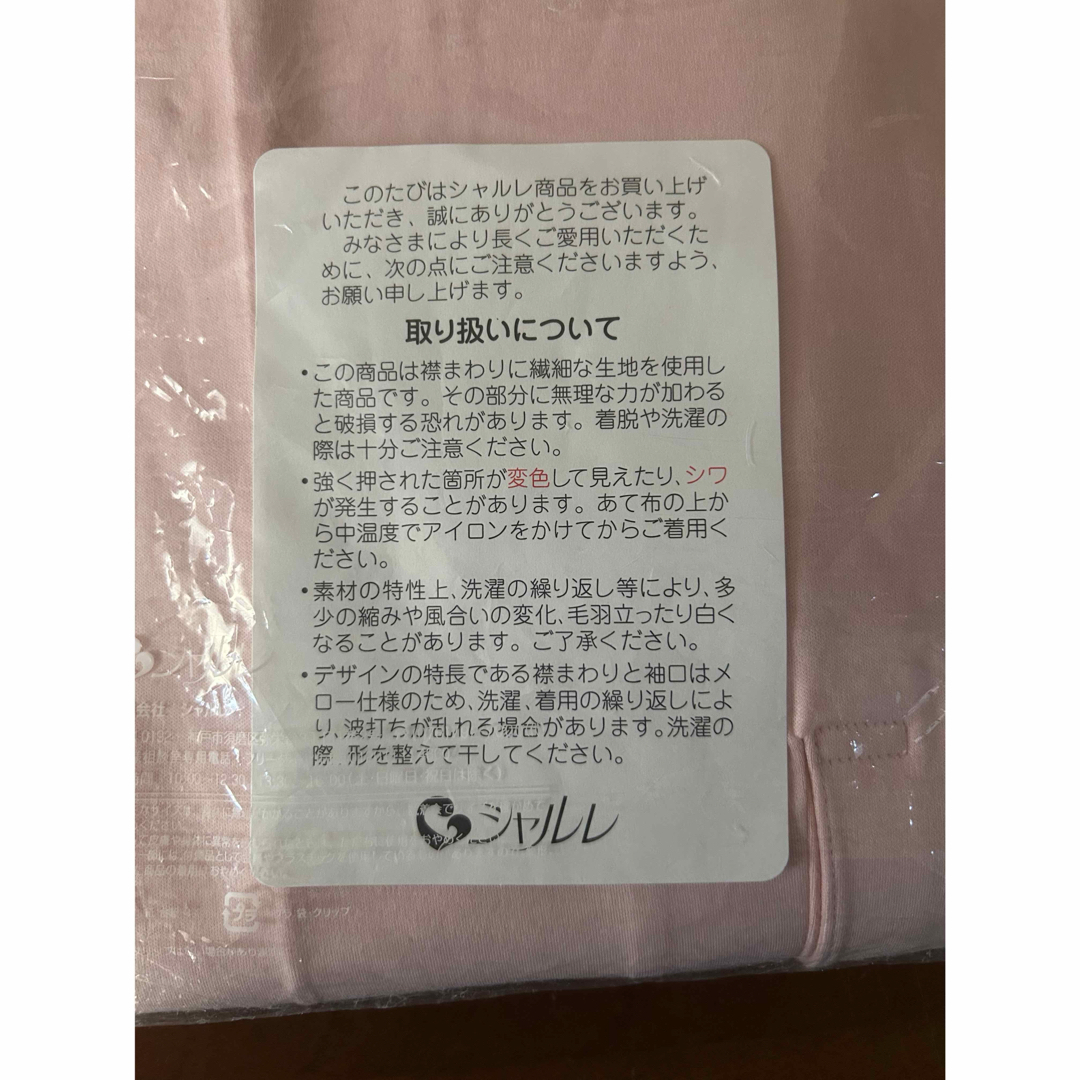 このたびはシャルレ商品をお買い上げ
いただき、誠にありがとうございます。
みなさまにより長くご愛用いただくた
めに、次の点にご注意くださいますよう、
お願い申し上げます。
取り扱いについて
・この商品は襟まわりに繊細な生地を使用し
た商品です。その部分に無理な力が加わる
と破損する恐れがあります。着脱や洗濯の
際は十分ご注意ください。
・強く押された箇所が変色して見えたり、シワ
が発生することがあります。あて布の上か
ら中温度でアイロンをかけてからご着用く
ださい。
・素材の特性上、洗濯の繰り返し等により、多
少の縮みや風合いの変化、毛羽立ったり白く
なることがあります。ご了承ください。
・デザインの特長である襟まわりと袖口はメ
ロー仕様のため、洗濯、着用の繰り返しによ
り、波打ちが乱れる場合があります。洗濯の
際、形を整えて干してください。
シャルレ
シャルレ
会社 シャルレ
プラ 袋・クリップ